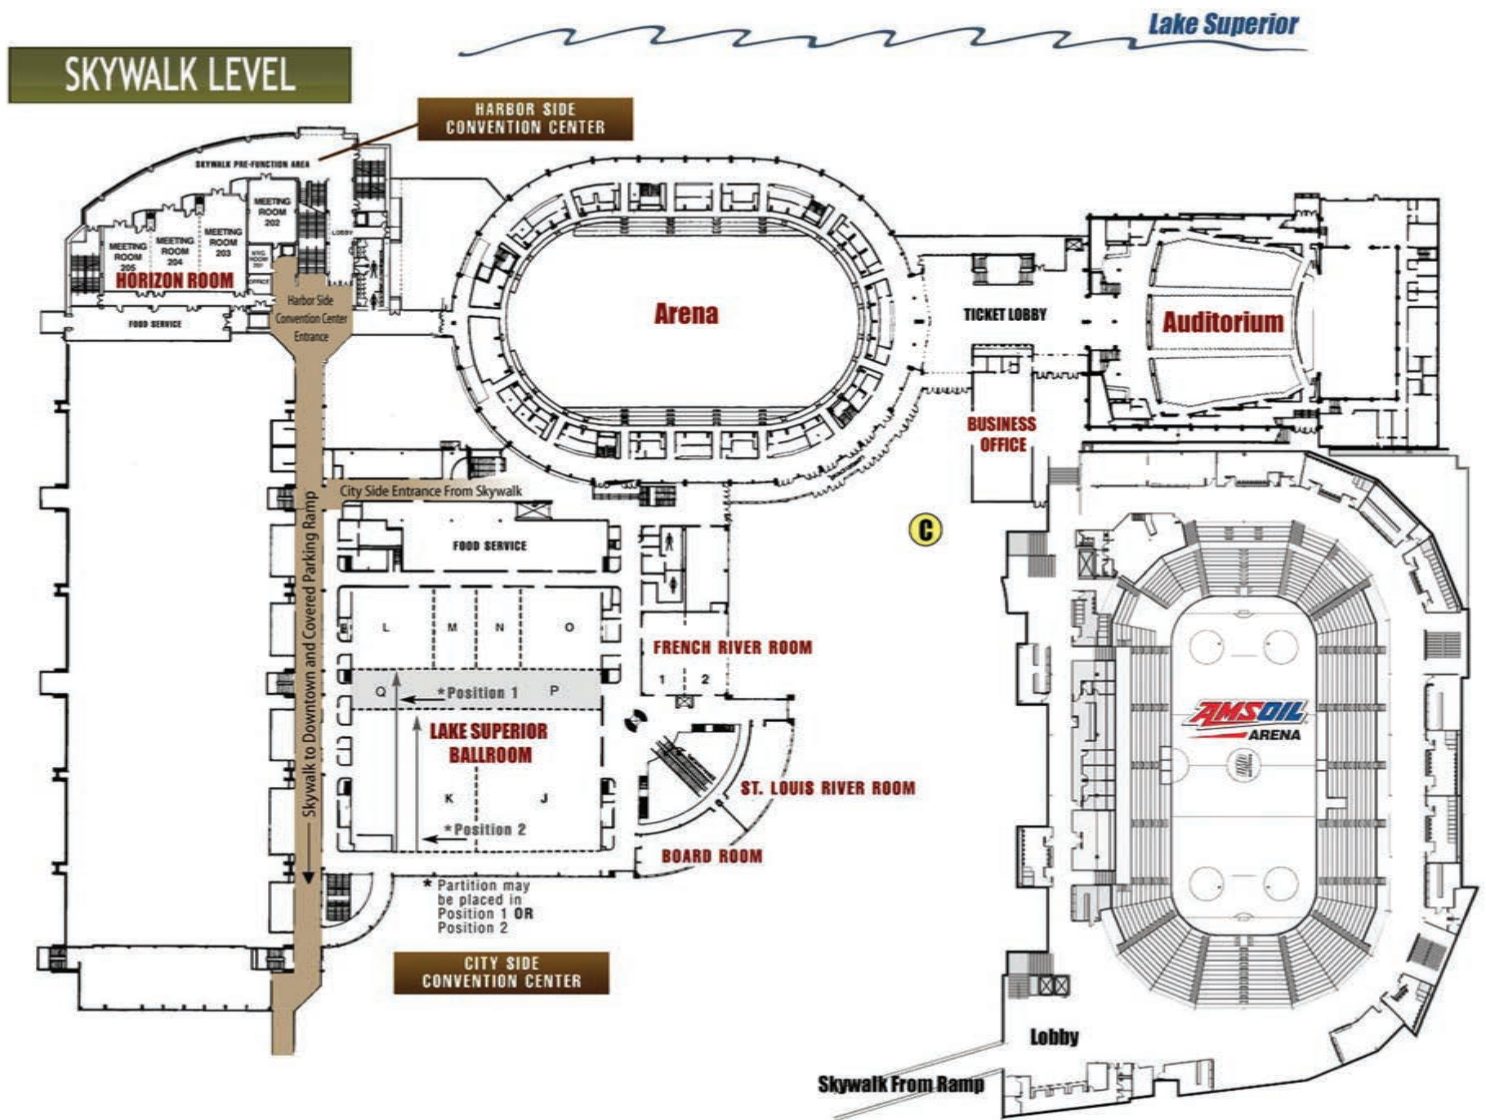 Lake Superior
SKYWALK LEVEL
HARBOR SIDE
CONVENTION CENTER
SKYWALK PRE-FUNCTION AREA
MEETING
ROOM
202
MEETING
ROOM
203
MEETING
ROOM
204
MEETING
ROOM
205
LOBBY
HORIZON ROOM
OFFICE
FOOD SERVICE
Harbor Side
Convention Center
Entrance
Arena
TICKET LOBBY
Auditorium
BUSINESS
OFFICE
City Side Entrance From Skywalk
Skywalk to Downtown and Covered Parking Ramp
C
FOOD SERVICE
L
M
N
O
FRENCH RIVER ROOM
1
2
Q
*Position 1
P
LAKE SUPERIOR
BALLROOM
AMSOIL
ARENA
K
J
ST. LOUIS RIVER ROOM
*Position 2
BOARD ROOM
* Partition may
be placed in
Position 1 OR
Position 2
CITY SIDE
CONVENTION CENTER
Lobby
Skywalk From Ramp